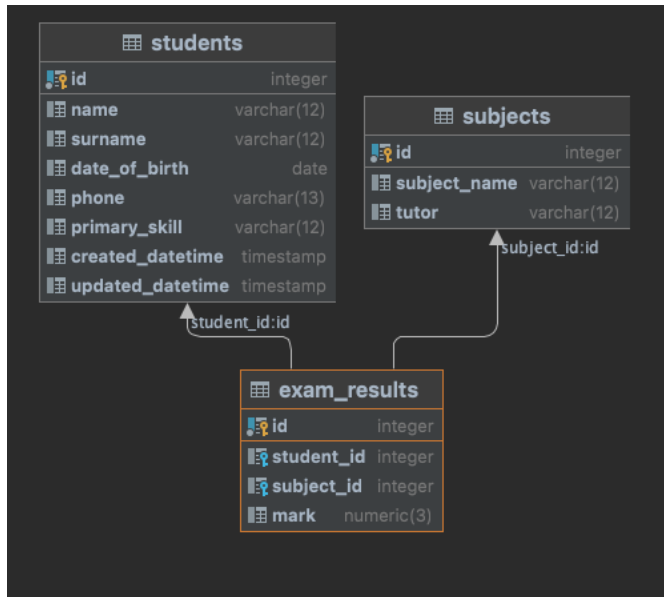 students
id integer
name varchar(12)
surname varchar(12)
date_of_birth date
phone varchar(13)
primary_skill varchar(12)
created_datetime timestamp
updated_datetime timestamp
subjects
id integer
subject_name varchar(12)
tutor varchar(12)
subject_id:id
student_id:id
exam_results
id integer
student_id integer
subject_id integer
mark numeric(3)